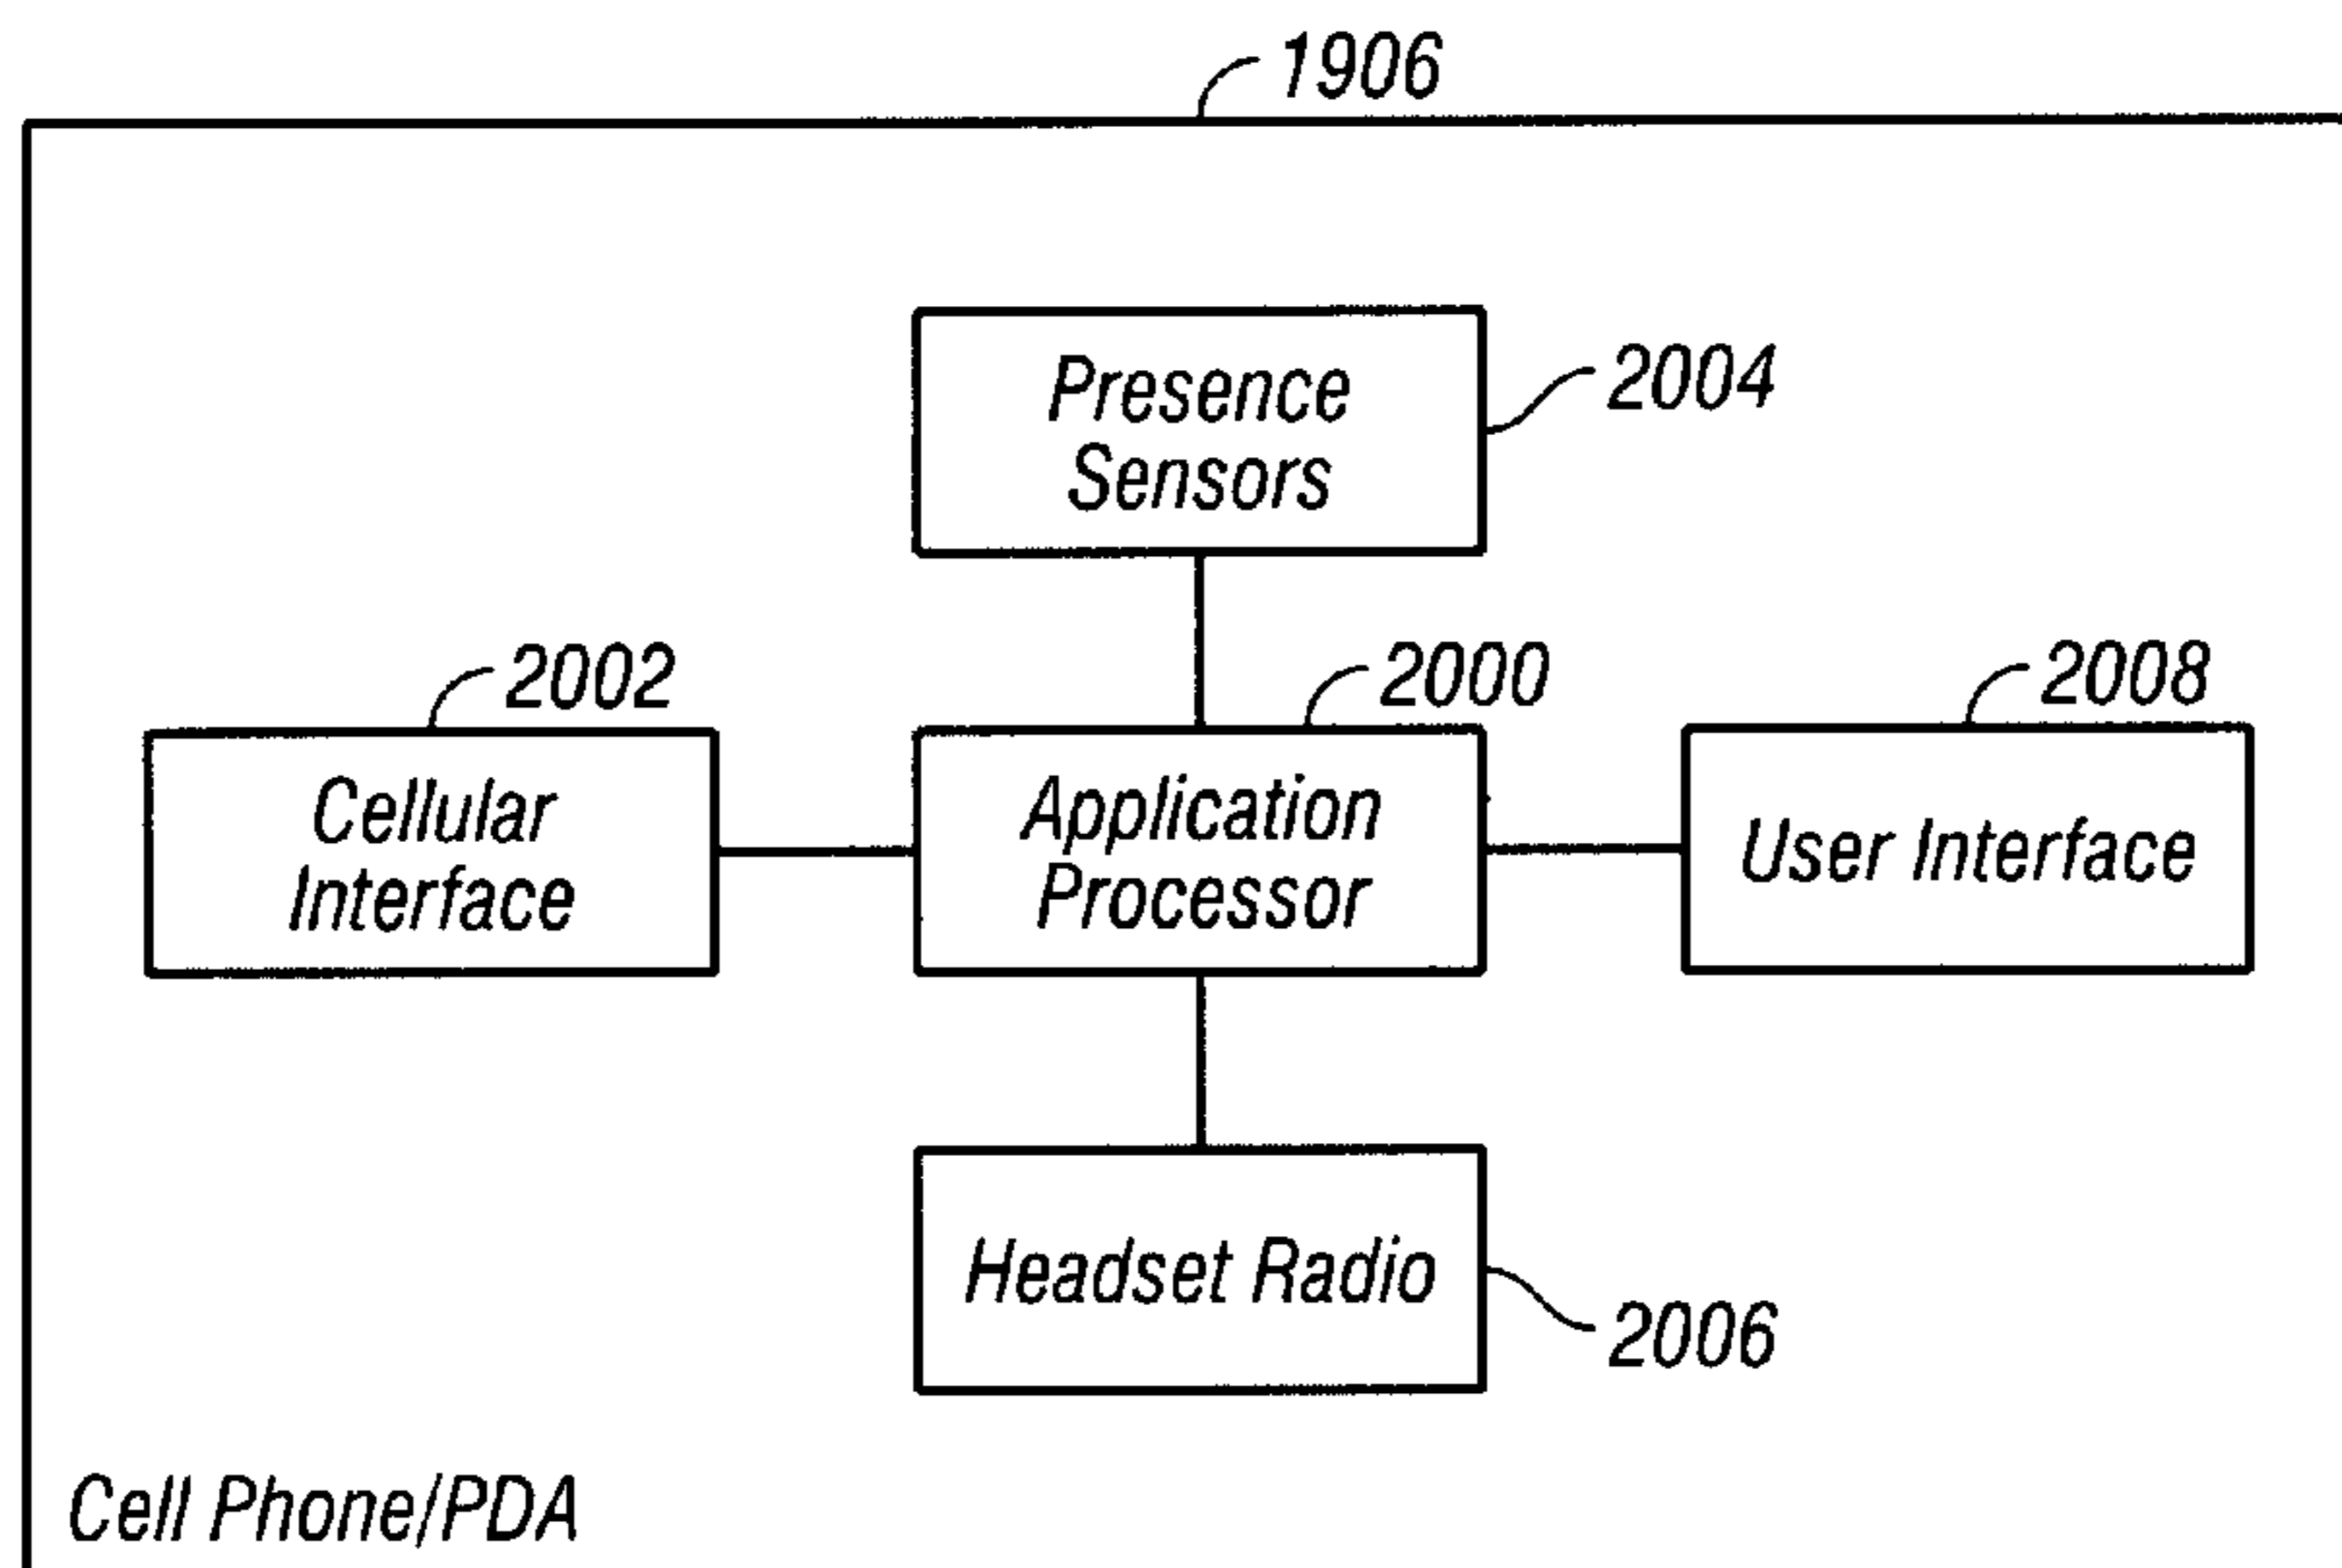 1906
Presence
Sensors
2004
2002
2000
2008
Cellular
Interface
Application
Processor
User Interface
Headset Radio
2006
Cell Phone/PDA